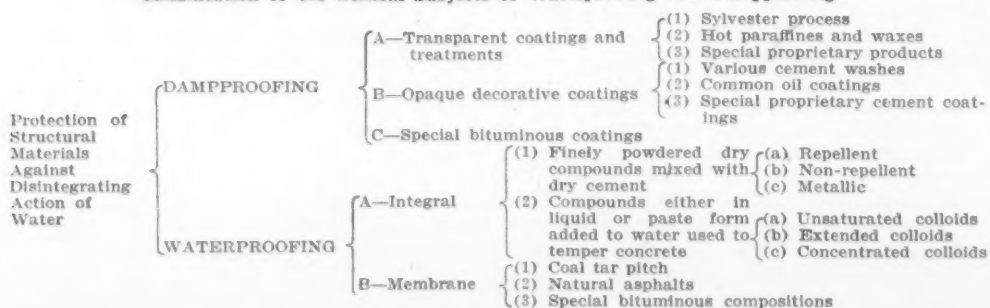 Protection of
Structural
Materials
Against
Disintegrating
Action of
Water
DAMPPROOFING
A—Transparent coatings and
treatments
(1) Sylvester process
(2) Hot paraffines and waxes
(3) Special proprietary products
B—Opaque decorative coatings
(1) Various cement washes
(2) Common oil coatings
(3) Special proprietary cement coat-
ings
C—Special bituminous coatings
WATERPROOFING
A—Integral
(1) Finely powdered dry
compounds mixed with
dry cement
(a) Repellent
(b) Non-repellent
(c) Metallic
(2) Compounds either in
liquid or paste form
added to water used to
temper concrete
(a) Unsaturated colloids
(b) Extended colloids
(c) Concentrated colloids
B—Membrane
(1) Coal tar pitch
(2) Natural asphalts
(3) Special bituminous compositions